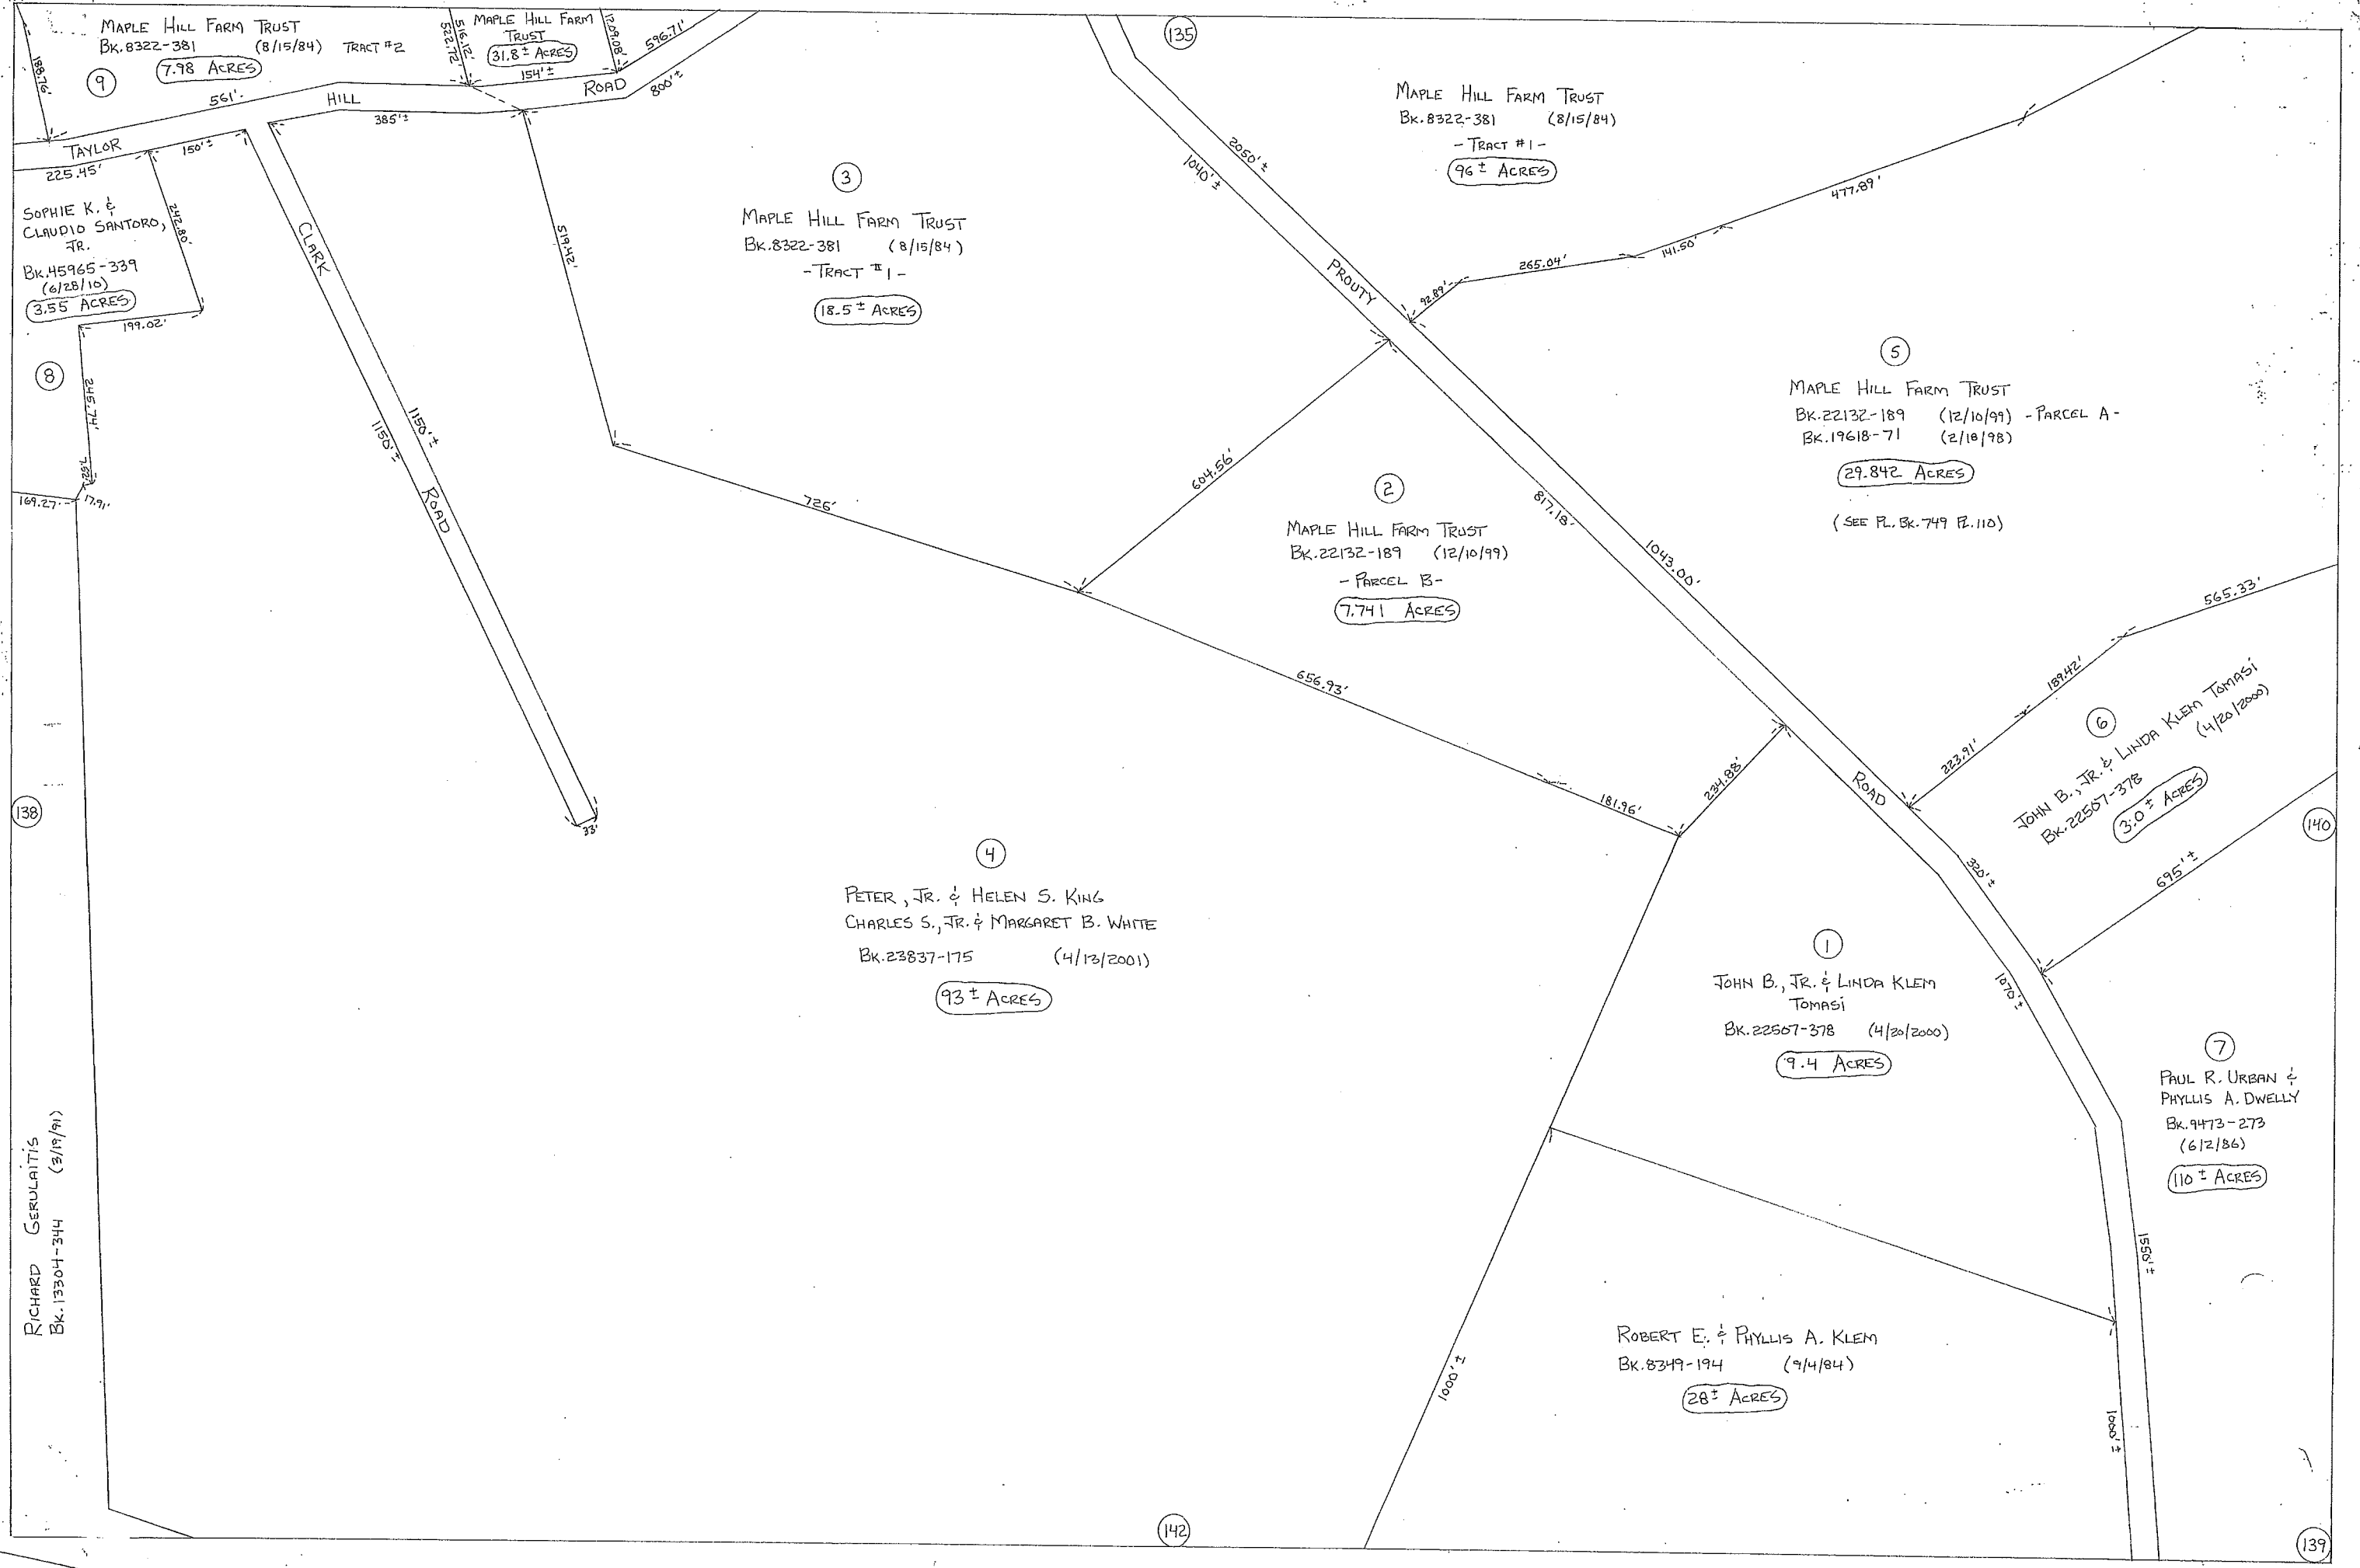 MAPLE HILL FARM TRUST
BK.8322-381 (8/15/84) TRACT #2
7.98 ACRES
9
188.76'
516.12'
522.72'
MAPLE HILL FARM
TRUST
31.8± ACRES
154'±
1209.08'
596.71'
800'±
561'
TAYLOR HILL ROAD
385'±
150'±
225.45'
SOPHIE K. &
CLAUDIO SANTORO,
JR.
BK.45965-339
(6/28/10)
3.55 ACRES
242.80'
199.02'
8
245.74'
169.27'
17.91'
CLARK ROAD
1150'±
1150'±
33'
519.42'
3
MAPLE HILL FARM TRUST
BK.8322-381 (8/15/84)
-TRACT #1-
18.5± ACRES
726'
604.56'
135
1040'±
2050'±
PROUTY ROAD
MAPLE HILL FARM TRUST
BK.8322-381 (8/15/84)
-TRACT #1-
96± ACRES
92.89'
265.04'
141.50'
477.89'
5
MAPLE HILL FARM TRUST
BK.22132-189 (12/10/99) -PARCEL A-
BK.19618-71 (2/18/98)
29.842 ACRES
(SEE PL.BK.749 PL.110)
2
MAPLE HILL FARM TRUST
BK.22132-189 (12/10/99)
-PARCEL B-
7.741 ACRES
817.18'
1043.00'
656.93'
181.96'
234.88'
565.33'
189.42'
223.91'
6
JOHN B., JR. & LINDA KLEM TOMASI
BK.22507-378 (4/20/2000)
3.0± ACRES
320'±
695'±
138
140
4
PETER, JR. & HELEN S. KING
CHARLES S., JR. & MARGARET B. WHITE
BK.23837-175 (4/13/2001)
93± ACRES
1
JOHN B., JR. & LINDA KLEM
TOMASI
BK.22507-378 (4/20/2000)
9.4 ACRES
1070'±
7
PAUL R. URBAN &
PHYLLIS A. DWELLY
BK.9473-273
(6/2/86)
110± ACRES
1550'±
RICHARD GERULAITIS
BK.13304-344 (3/19/91)
ROBERT E. & PHYLLIS A. KLEM
BK.8349-194 (9/4/84)
28± ACRES
1000'±
1000'±
142
139